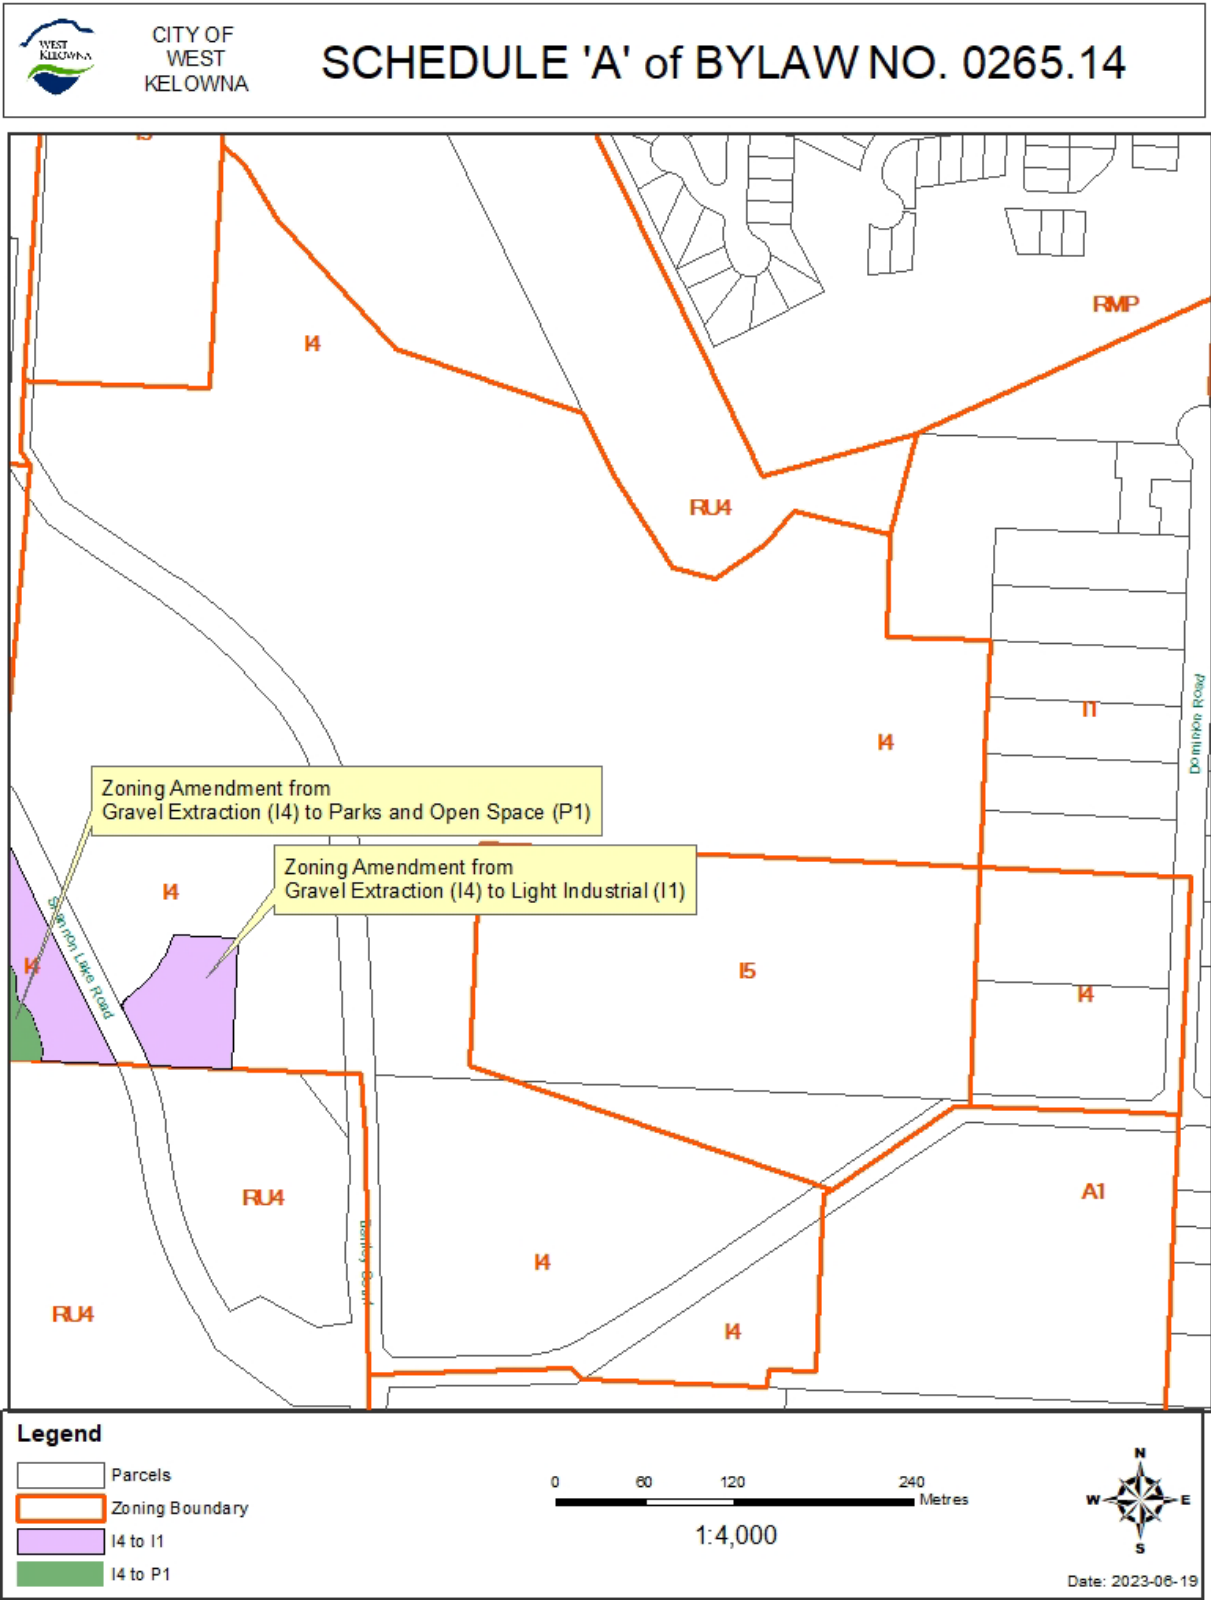 WEST
KELOWNA
CITY OF
WEST
KELOWNA
SCHEDULE 'A' of BYLAW NO. 0265.14
I4
RMP
RU4
I1
Dominion Road
I4
Zoning Amendment from
Gravel Extraction (I4) to Parks and Open Space (P1)
Zoning Amendment from
Gravel Extraction (I4) to Light Industrial (I1)
I4
Shannon Lake Road
I4
I5
I4
RU4
A1
I4
RU4
I4
Legend
Parcels
Zoning Boundary
I4 to I1
I4 to P1
0 60 120 240
Metres
1:4,000
N
W E
S
Date: 2023-06-19